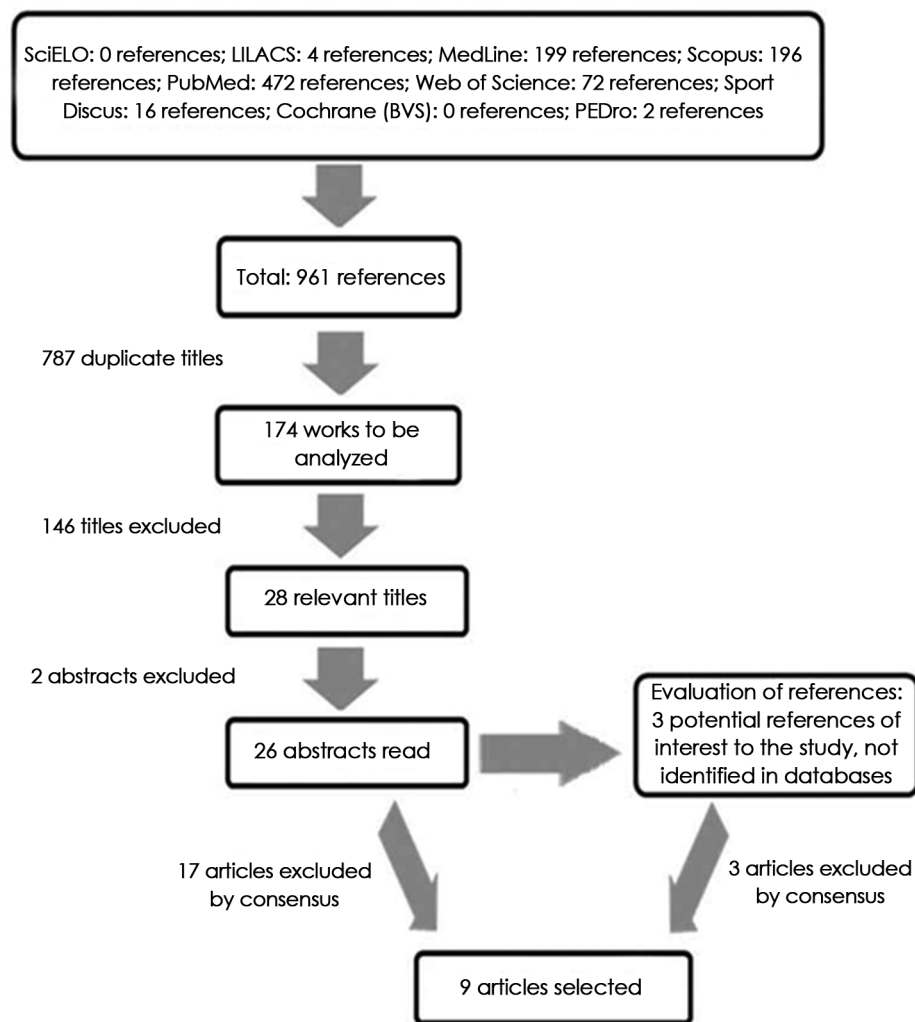 SciELO: 0 references; LILACS: 4 references; MedLine: 199 references; Scopus: 196
references; PubMed: 472 references; Web of Science: 72 references; Sport
Discus: 16 references; Cochrane (BVS): 0 references; PEDro: 2 references
Total: 961 references
787 duplicate titles
174 works to be
analyzed
146 titles excluded
28 relevant titles
2 abstracts excluded
26 abstracts read
Evaluation of references:
3 potential references of
interest to the study, not
identified in databases
17 articles excluded
by consensus
3 articles excluded
by consensus
9 articles selected